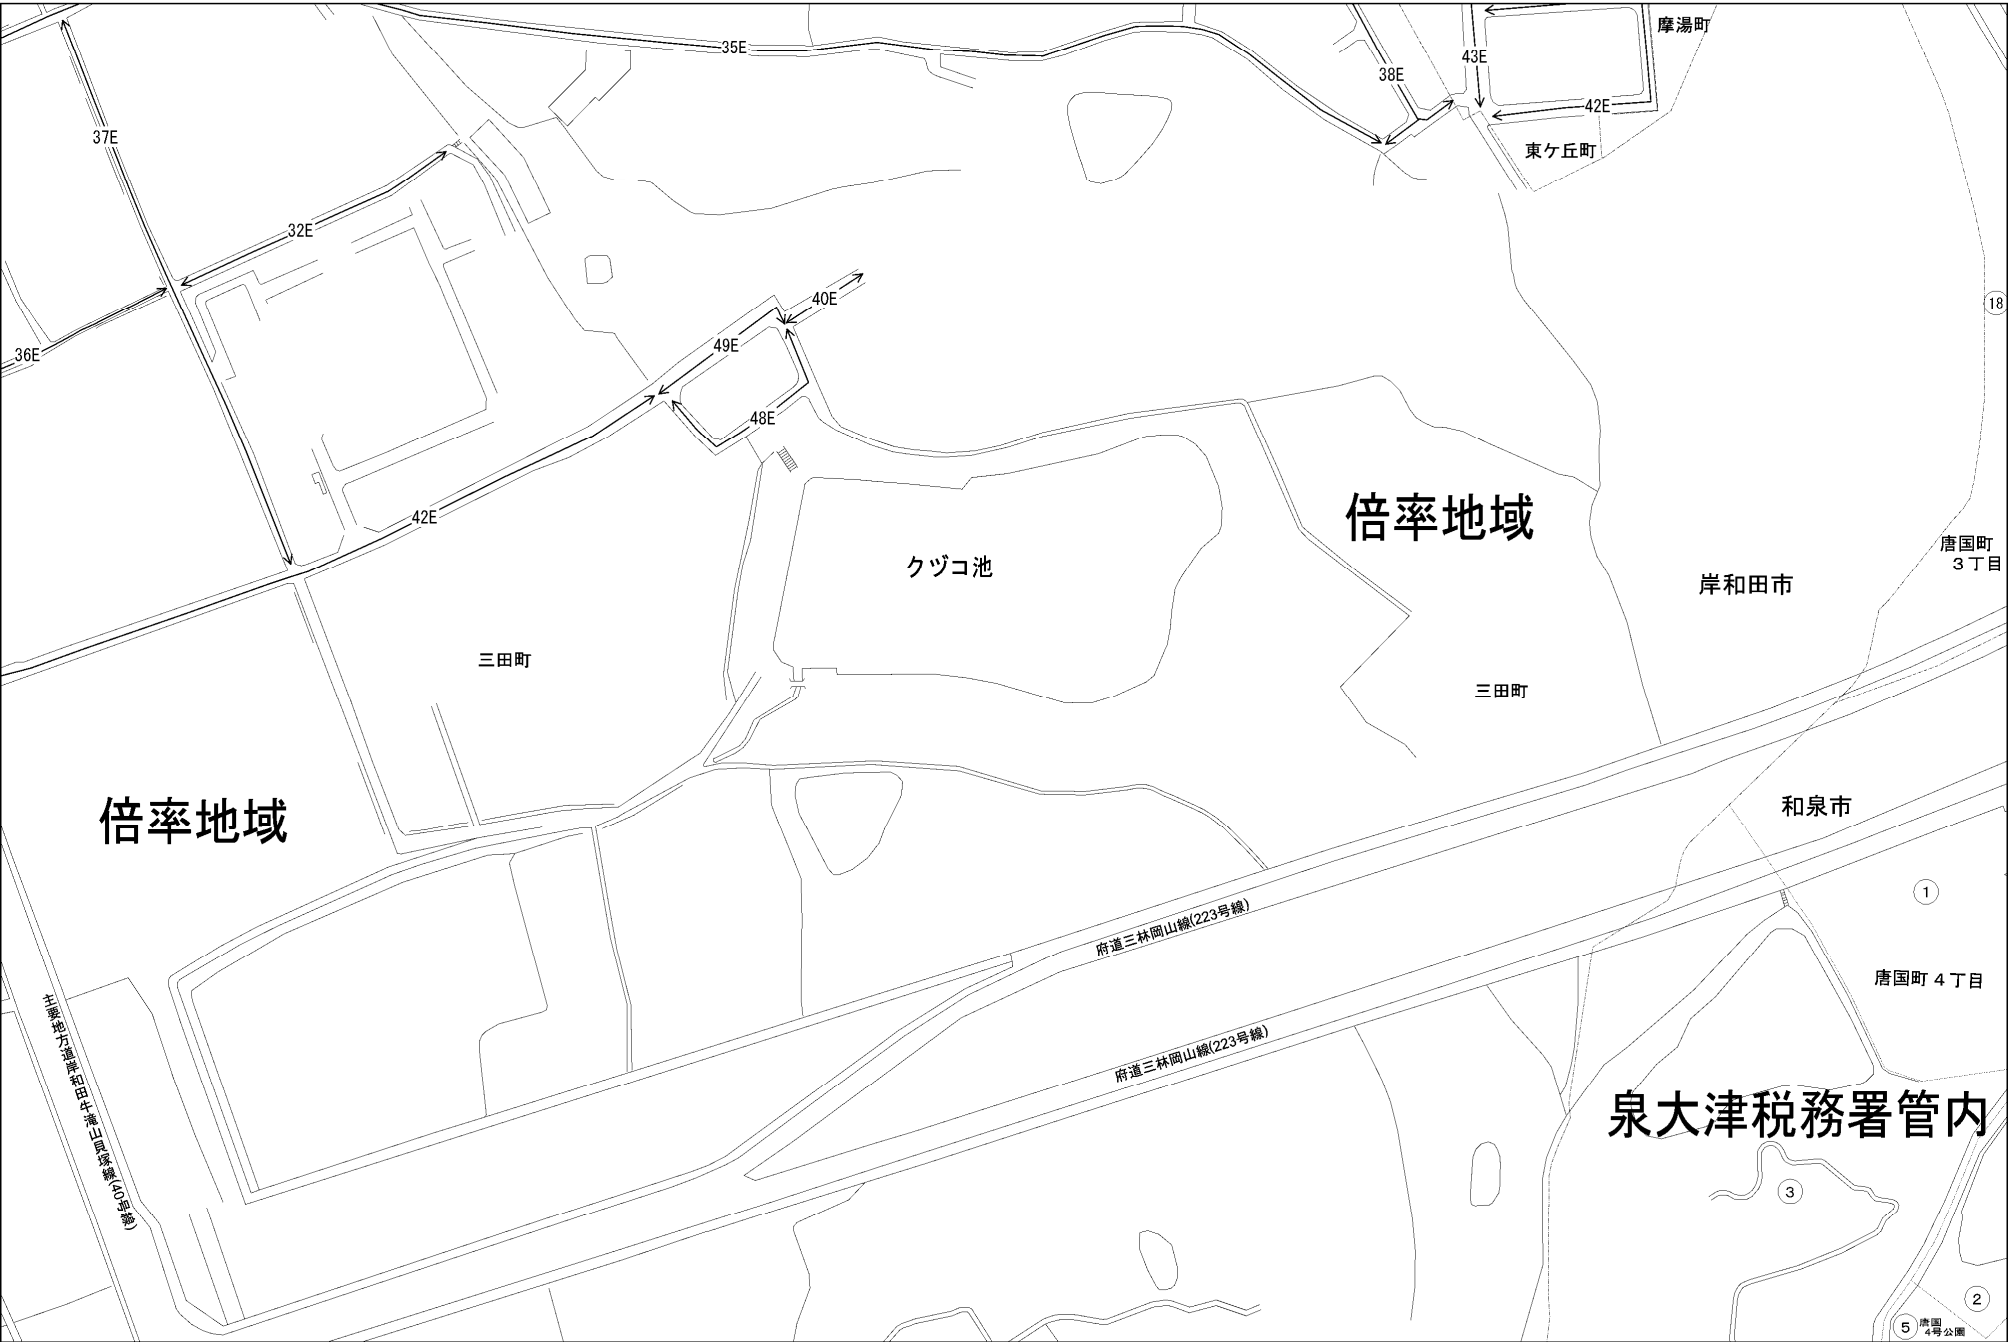 摩湯町
35E
43E
38E
42E
37E
東ケ丘町
32E
40E
18
49E
36E
48E
倍率地域
42E
唐国町
3丁目
クヅコ池
岸和田市
三田町
三田町
倍率地域
和泉市
1
府道三林岡山線(223号線)
唐国町4丁目
主要地方道岸和田牛滝山貝塚線(40号線)
府道三林岡山線(223号線)
泉大津税務署管内
3
2
5
唐国
4号公園